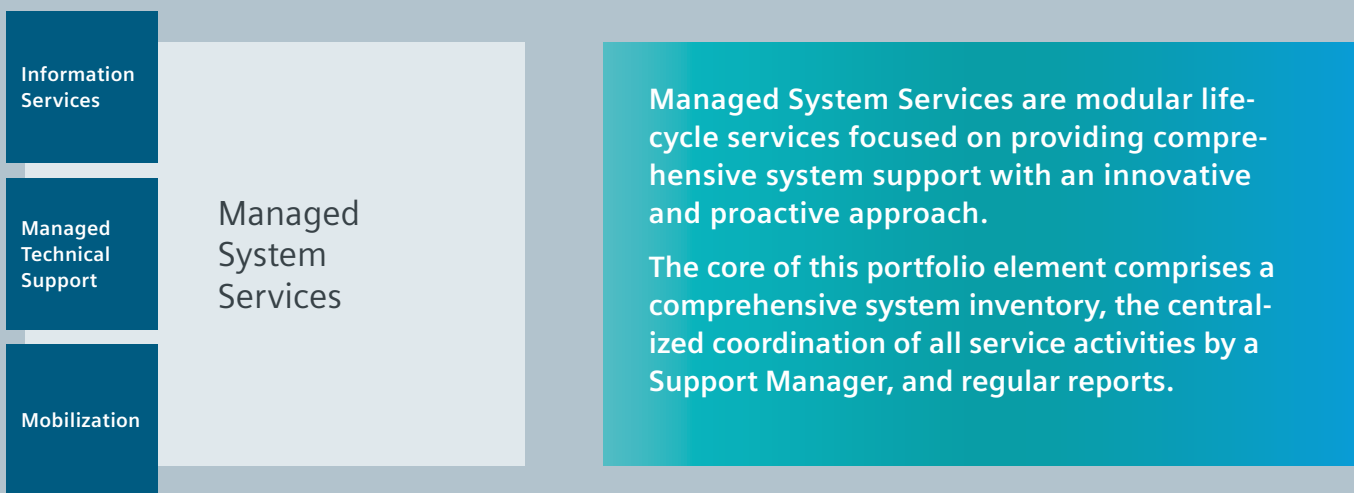 Information
Services
Managed
Technical
Support
Mobilization
Managed
System
Services
Managed System Services are modular life-
cycle services focused on providing compre-
hensive system support with an innovative
and proactive approach.
The core of this portfolio element comprises a
comprehensive system inventory, the central-
ized coordination of all service activities by a
Support Manager, and regular reports.